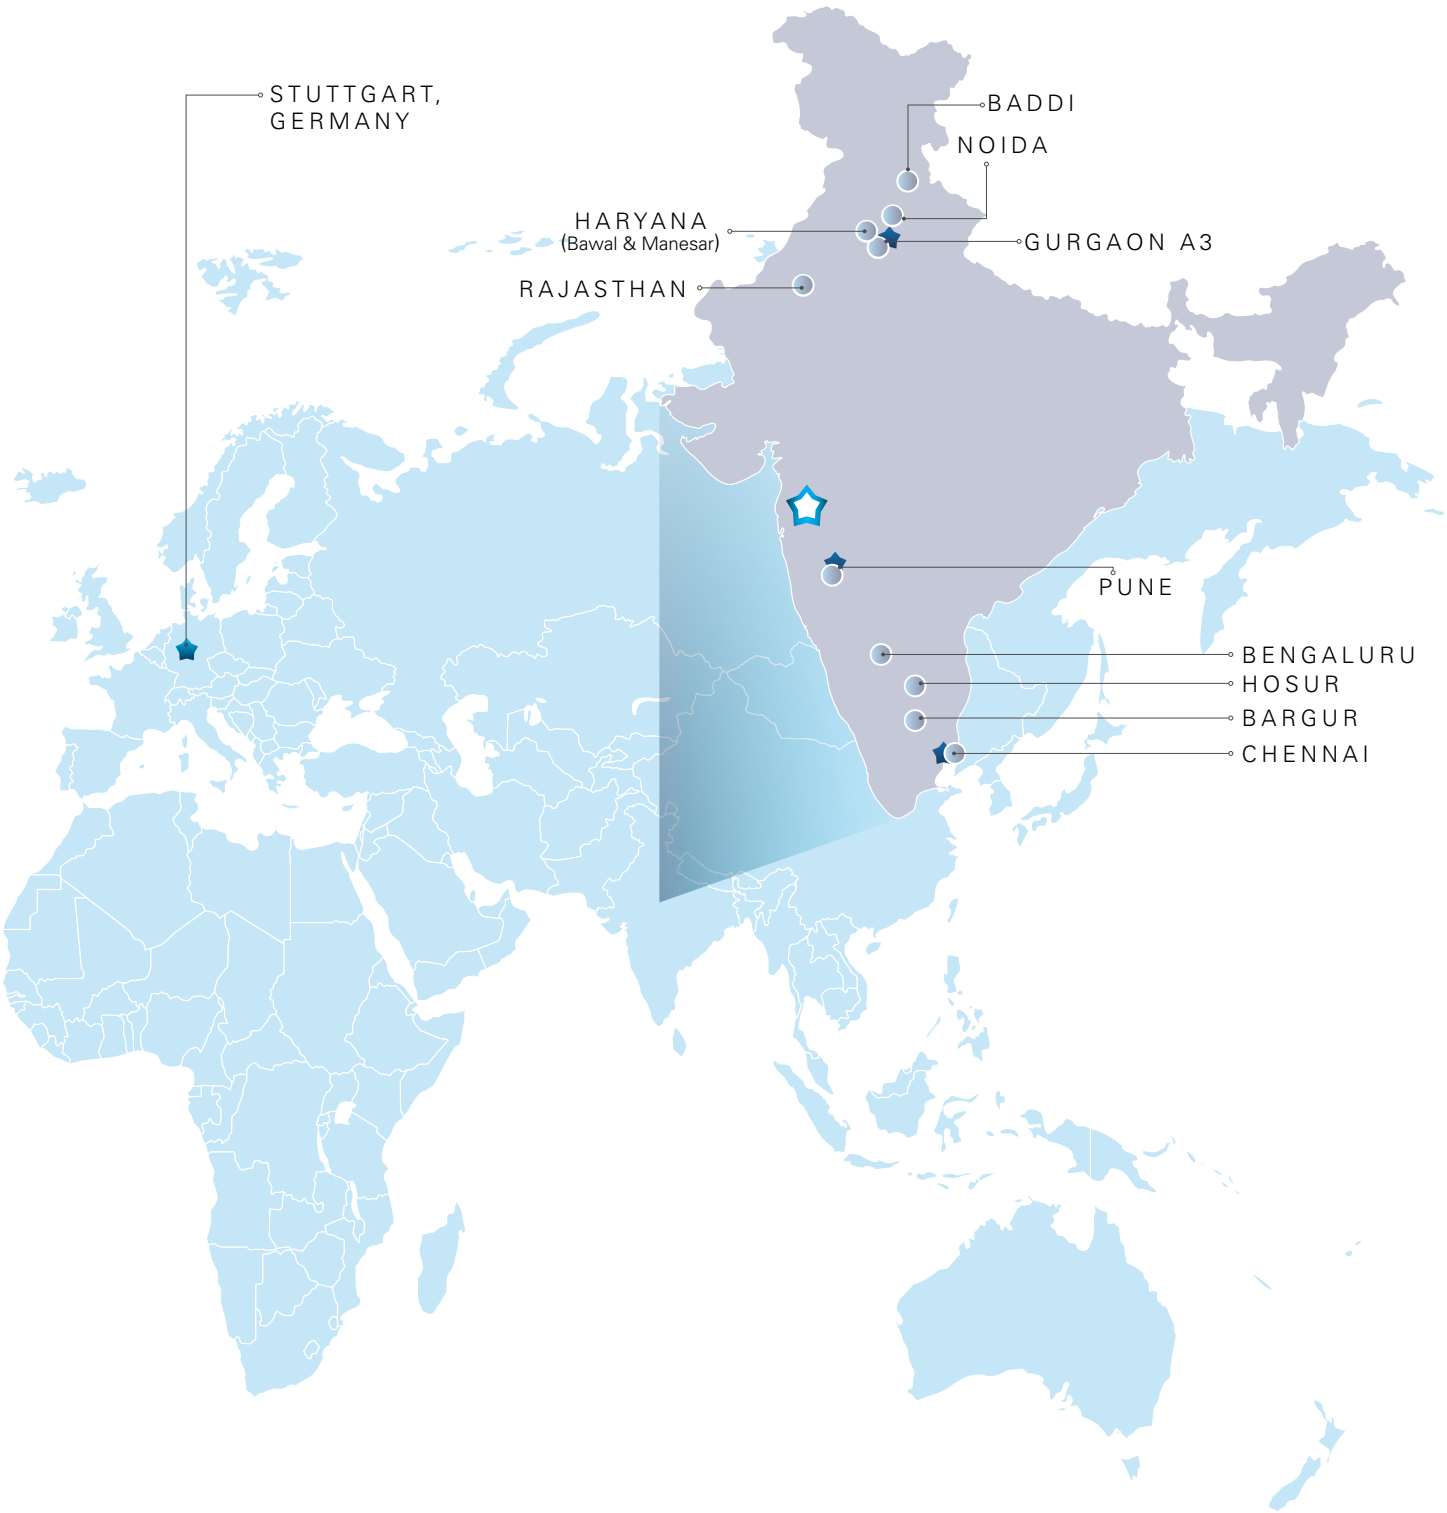 STUTTGART,
GERMANY
BADDI
NOIDA
HARYANA
(Bawal & Manesar)
GURGAON A3
RAJASTHAN
PUNE
BENGALURU
HOSUR
BARGUR
CHENNAI